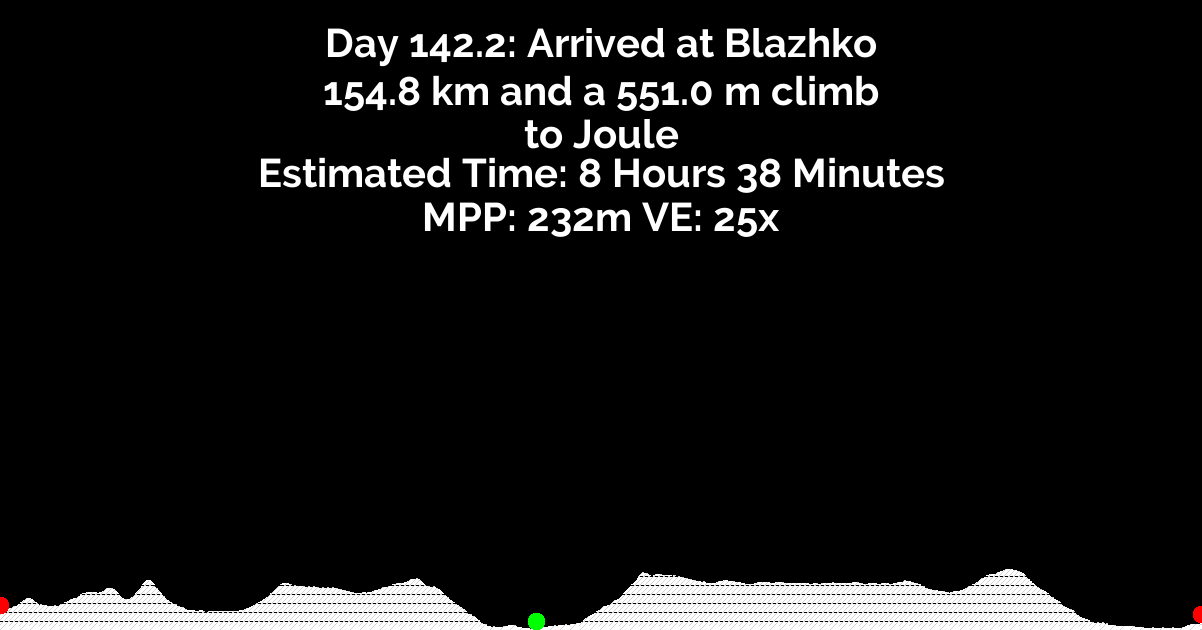 Day 142.2: Arrived at Blazhko
154.8 km and a 551.0 m climb
to Joule
Estimated Time: 8 Hours 38 Minutes
MPP: 232m VE: 25x